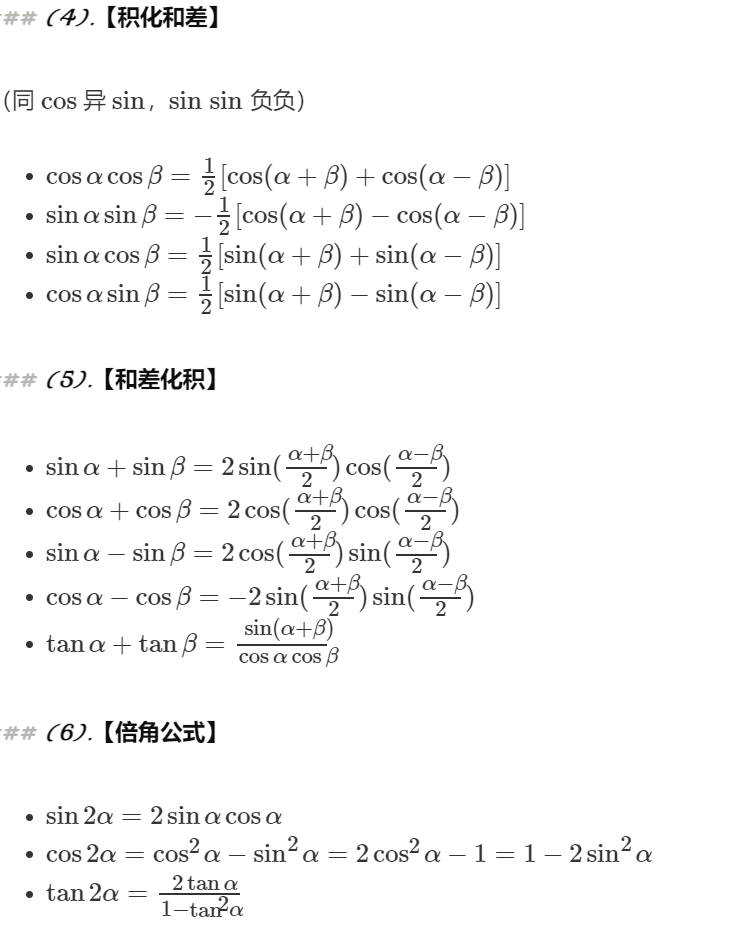 ## (4).【积化和差】
(同 cos 异 sin，sin sin 负负)
• cos α cos β = 1/2 [cos(α + β) + cos(α − β)]
• sin α sin β = −1/2 [cos(α + β) − cos(α − β)]
• sin α cos β = 1/2 [sin(α + β) + sin(α − β)]
• cos α sin β = 1/2 [sin(α + β) − sin(α − β)]
## (5).【和差化积】
• sin α + sin β = 2 sin((α+β)/2) cos((α−β)/2)
• cos α + cos β = 2 cos((α+β)/2) cos((α−β)/2)
• sin α − sin β = 2 cos((α+β)/2) sin((α−β)/2)
• cos α − cos β = −2 sin((α+β)/2) sin((α−β)/2)
• tan α + tan β = sin(α+β)/(cos α cos β)
## (6).【倍角公式】
• sin 2α = 2 sin α cos α
• cos 2α = cos² α − sin² α = 2 cos² α − 1 = 1 − 2 sin² α
• tan 2α = 2 tan α/(1−tan² α)